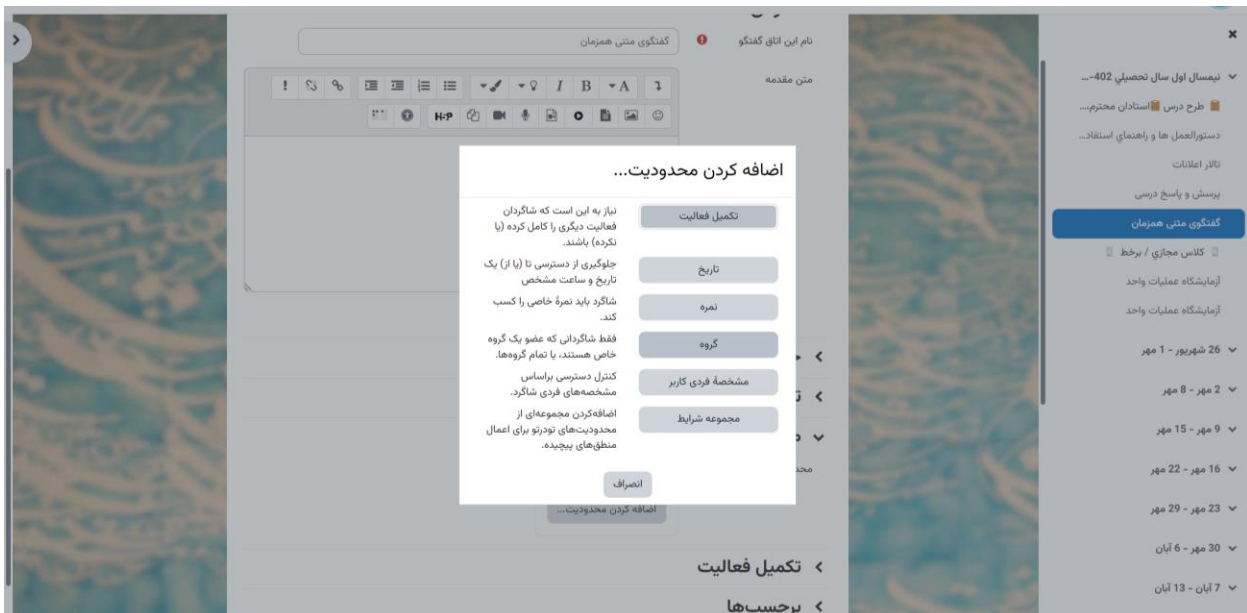 نام این اتاق گفتگو
گفتگوی متنی همزمان
متن مقدمه
A
B
I
H-P
اضافه کردن محدودیت...
تکمیل فعالیت
نیاز به این است که شاگردان
فعالیت دیگری را کامل کرده (یا
نکرده) باشند.
تاریخ
جلوگیری از دسترسی تا (یا از) یک
تاریخ و ساعت مشخص
نمره
شاگرد باید نمرهٔ خاصی را کسب
کند.
گروه
فقط شاگردانی که عضو یک گروه
خاص هستند، یا تمام گروه‌ها.
مشخصهٔ فردی کاربر
کنترل دسترسی براساس
مشخصه‌های فردی شاگرد.
مجموعه شرایط
اضافه‌کردن مجموعه‌ای از
محدودیت‌های تودرتو برای اعمال
منطق‌های پیچیده.
انصراف
اضافه کردن محدودیت...
تکمیل فعالیت
برچسب‌ها
نیمسال اول سال تحصیلي 402-...
طرح درس استادان محترم....
دستورالعمل ها و راهنماي استفاد...
تالار اعلانات
پرسش و پاسخ درسی
گفتگوی متنی همزمان
کلاس مجازي / برخط
آزمایشگاه عملیات واحد
آزمایشگاه عملیات واحد
26 شهریور - 1 مهر
2 مهر - 8 مهر
9 مهر - 15 مهر
16 مهر - 22 مهر
23 مهر - 29 مهر
30 مهر - 6 آبان
7 آبان - 13 آبان